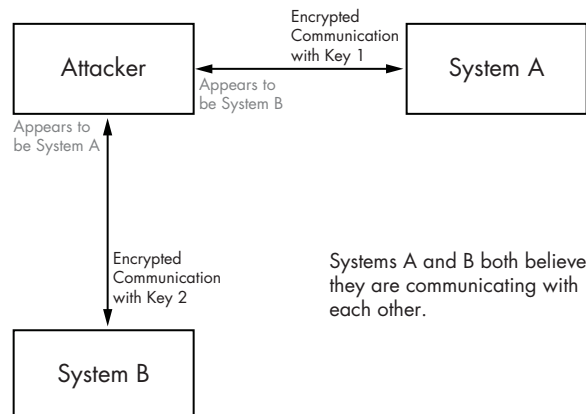 Encrypted
Communication
with Key 1
Attacker
System A
Appears to
be System B
Appears to
be System A
Encrypted
Communication
with Key 2
Systems A and B both believe
they are communicating with
each other.
System B